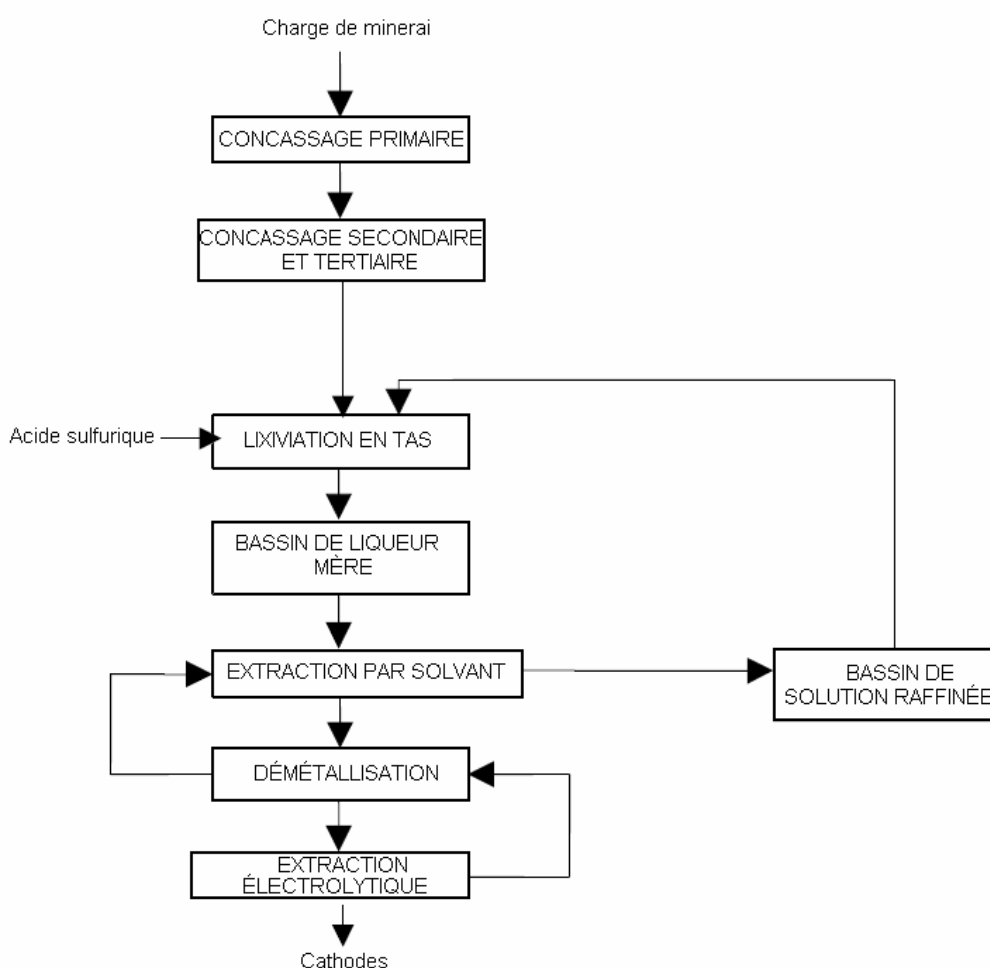 Charge de minerai
CONCASSAGE PRIMAIRE
CONCASSAGE SECONDAIRE
ET TERTIAIRE
Acide sulfurique
LIXIVIATION EN TAS
BASSIN DE LIQUEUR
MÈRE
EXTRACTION PAR SOLVANT
BASSIN DE
SOLUTION RAFFINÉE
DÉMÉTALLISATION
EXTRACTION
ÉLECTROLYTIQUE
Cathodes